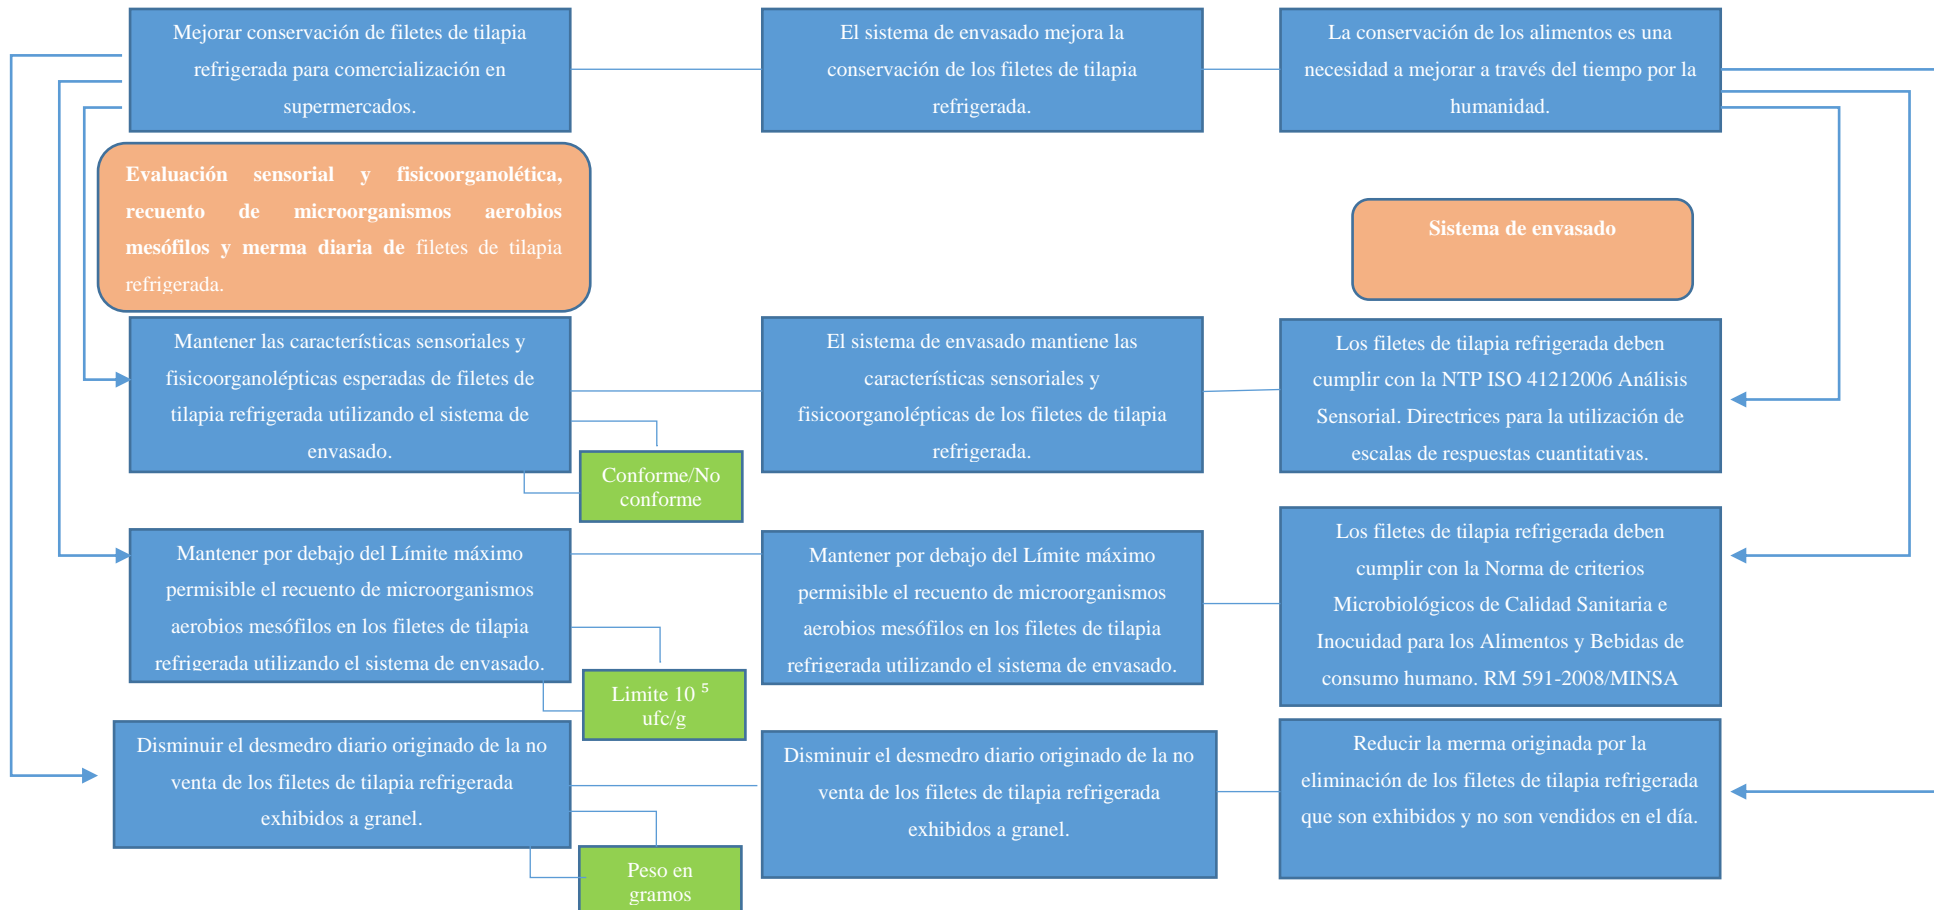 Mejorar conservación de filetes de tilapia
refrigerada para comercialización en
supermercados.
El sistema de envasado mejora la
conservación de los filetes de tilapia
refrigerada.
La conservación de los alimentos es una
necesidad a mejorar a través del tiempo por la
humanidad.
Evaluación sensorial y fisicoorganolética,
recuento de microorganismos aerobios
mesófilos y merma diaria de filetes de tilapia
refrigerada.
Sistema de envasado
Mantener las características sensoriales y
fisicoorganolépticas esperadas de filetes de
tilapia refrigerada utilizando el sistema de
envasado.
Conforme/No
conforme
El sistema de envasado mantiene las
características sensoriales y
fisicoorganolépticas de los filetes de tilapia
refrigerada.
Los filetes de tilapia refrigerada deben
cumplir con la NTP ISO 41212006 Análisis
Sensorial. Directrices para la utilización de
escalas de respuestas cuantitativas.
Mantener por debajo del Límite máximo
permisible el recuento de microorganismos
aerobios mesófilos en los filetes de tilapia
refrigerada utilizando el sistema de envasado.
Limite 10 ⁵
ufc/g
Mantener por debajo del Límite máximo
permisible el recuento de microorganismos
aerobios mesófilos en los filetes de tilapia
refrigerada utilizando el sistema de envasado.
Los filetes de tilapia refrigerada deben
cumplir con la Norma de criterios
Microbiológicos de Calidad Sanitaria e
Inocuidad para los Alimentos y Bebidas de
consumo humano. RM 591-2008/MINSA
Disminuir el desmedro diario originado de la no
venta de los filetes de tilapia refrigerada
exhibidos a granel.
Peso en
gramos
Disminuir el desmedro diario originado de la no
venta de los filetes de tilapia refrigerada
exhibidos a granel.
Reducir la merma originada por la
eliminación de los filetes de tilapia refrigerada
que son exhibidos y no son vendidos en el día.